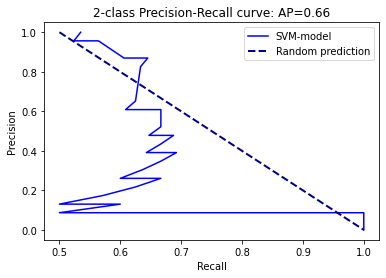 2-class Precision-Recall curve: AP=0.66
SVM-model
Random prediction
Precision
1.0
0.8
0.6
0.4
0.2
0.0
0.5 0.6 0.7 0.8 0.9 1.0
Recall